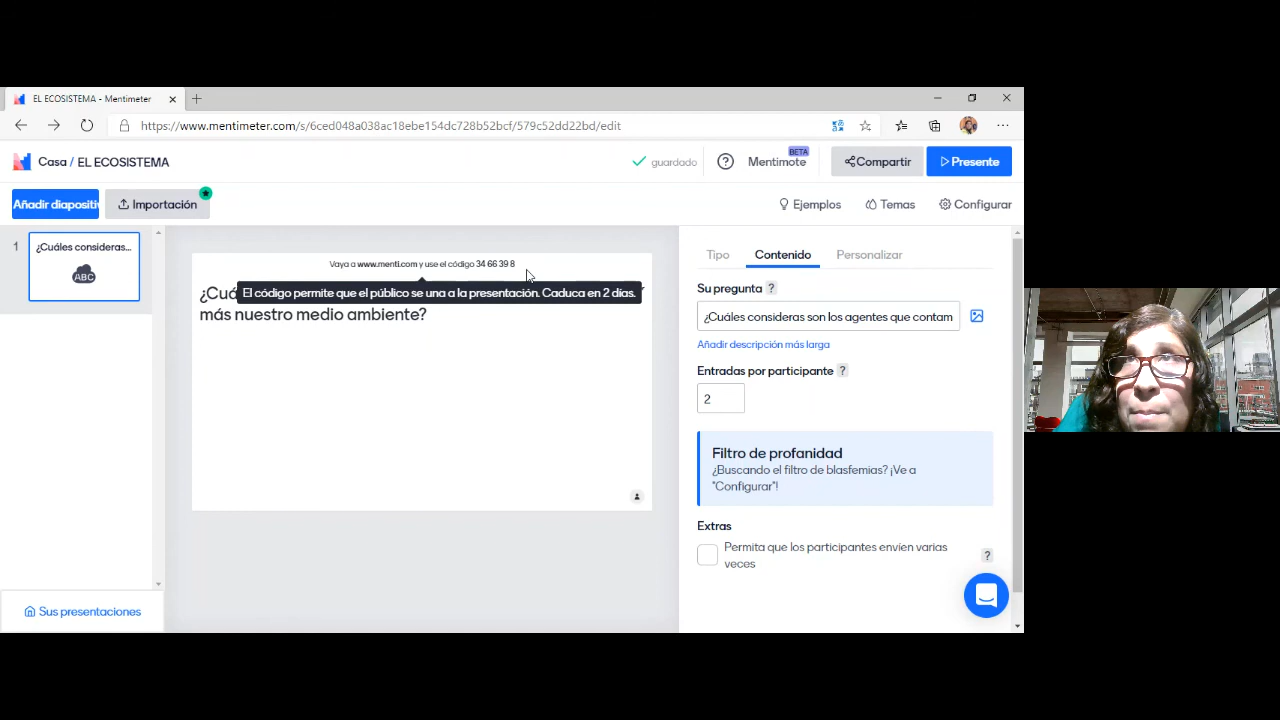 EL ECOSISTEMA - Mentimeter
https://www.mentimeter.com/s/6ced048a038ac18ebe154dc728b52bcf/579c52dd22bd/edit
Casa / EL ECOSISTEMA
guardado
Mentimote
BETA
Compartir
Presente
Añadir diapositi
Importación
Ejemplos
Temas
Configurar
1
¿Cuáles consideras...
ABC
Vaya a www.menti.com y use el código 34 66 39 8
¿Cuá
El código permite que el público se una a la presentación. Caduca en 2 días.
más nuestro medio ambiente?
Tipo
Contenido
Personalizar
Su pregunta ?
¿Cuáles consideras son los agentes que contam
Añadir descripción más larga
Entradas por participante ?
2
Filtro de profanidad
¿Buscando el filtro de blasfemias? ¡Ve a
"Configurar"!
Extras
Permita que los participantes envíen varias
veces
?
Sus presentaciones